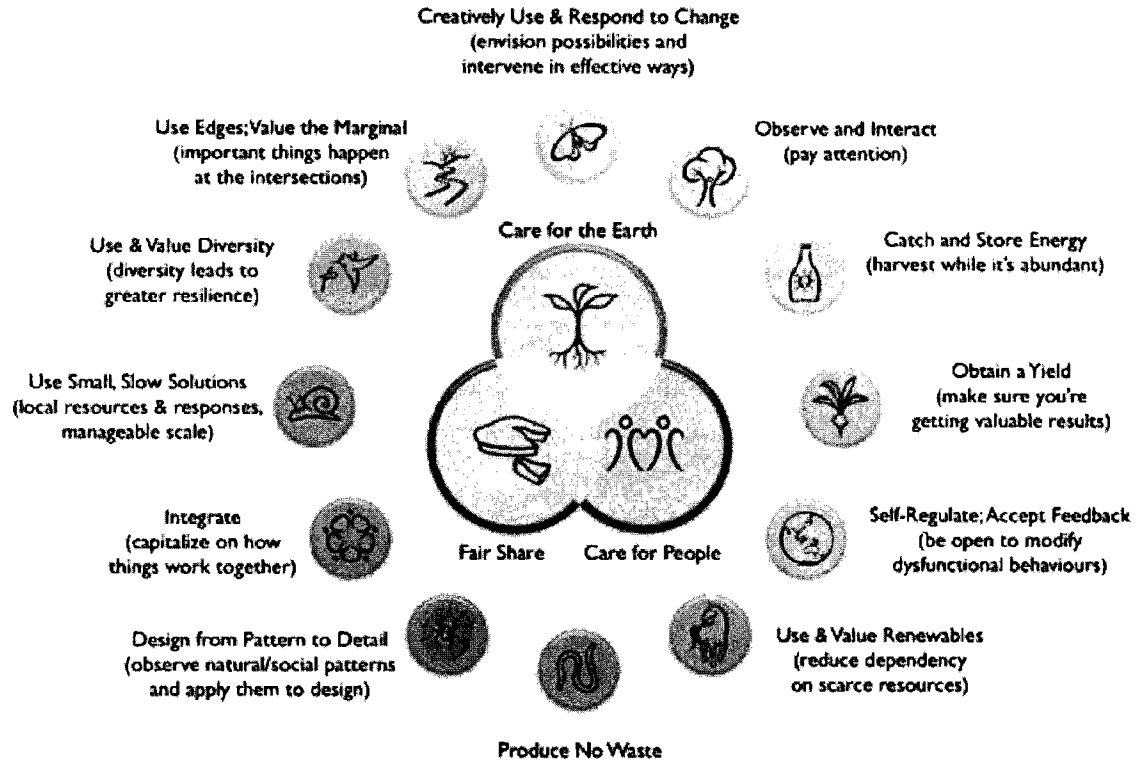 Creatively Use & Respond to Change
(envision possibilities and
intervene in effective ways)
Observe and Interact
(pay attention)
Catch and Store Energy
(harvest while it's abundant)
Obtain a Yield
(make sure you're
getting valuable results)
Self-Regulate; Accept Feedback
(be open to modify
dysfunctional behaviours)
Use & Value Renewables
(reduce dependency
on scarce resources)
Produce No Waste
Design from Pattern to Detail
(observe natural/social patterns
and apply them to design)
Integrate
(capitalize on how
things work together)
Use Small, Slow Solutions
(local resources & responses,
manageable scale)
Use & Value Diversity
(diversity leads to
greater resilience)
Use Edges; Value the Marginal
(important things happen
at the intersections)
Care for the Earth
Fair Share
Care for People